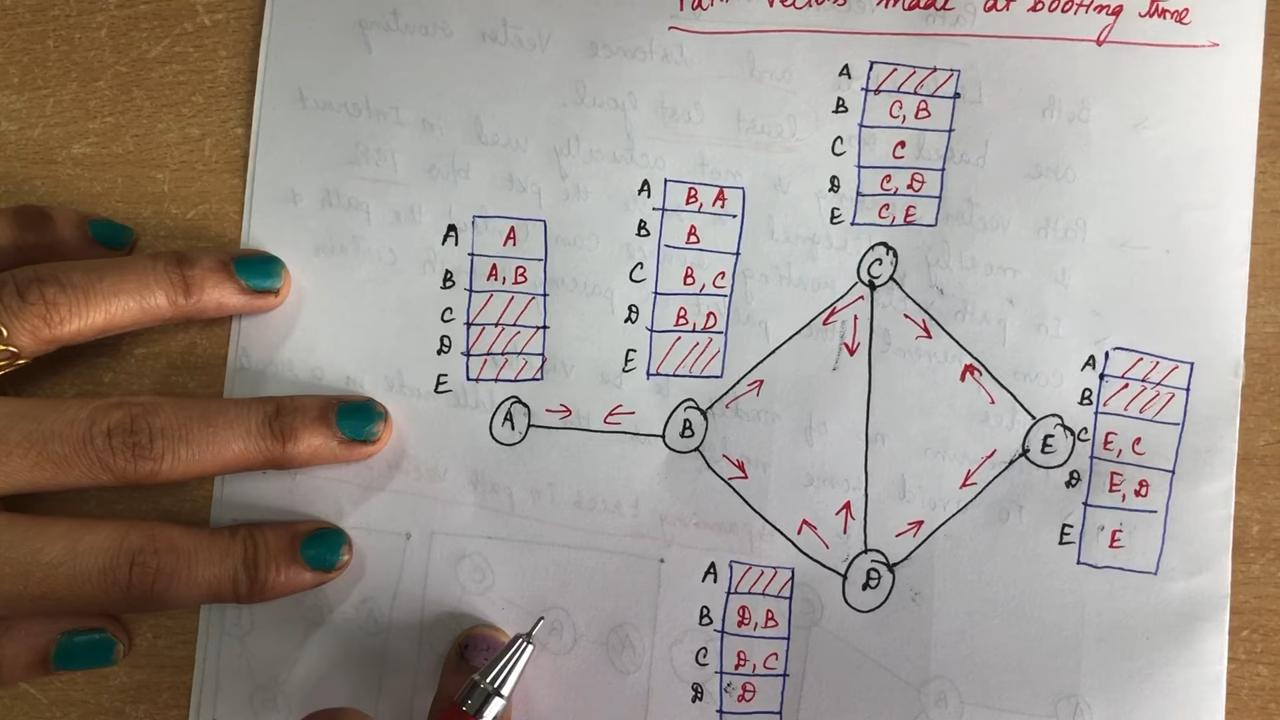 Path Vectors made at booting time
A
B C, B
C C
D C, D
E C, E
A B, A
B B
C B, C
D B, D
E
A A
B A, B
C
D
E
C
A
B
E
D
A
B
C E, C
D E, D
E E
A
B D, B
C D, C
D D